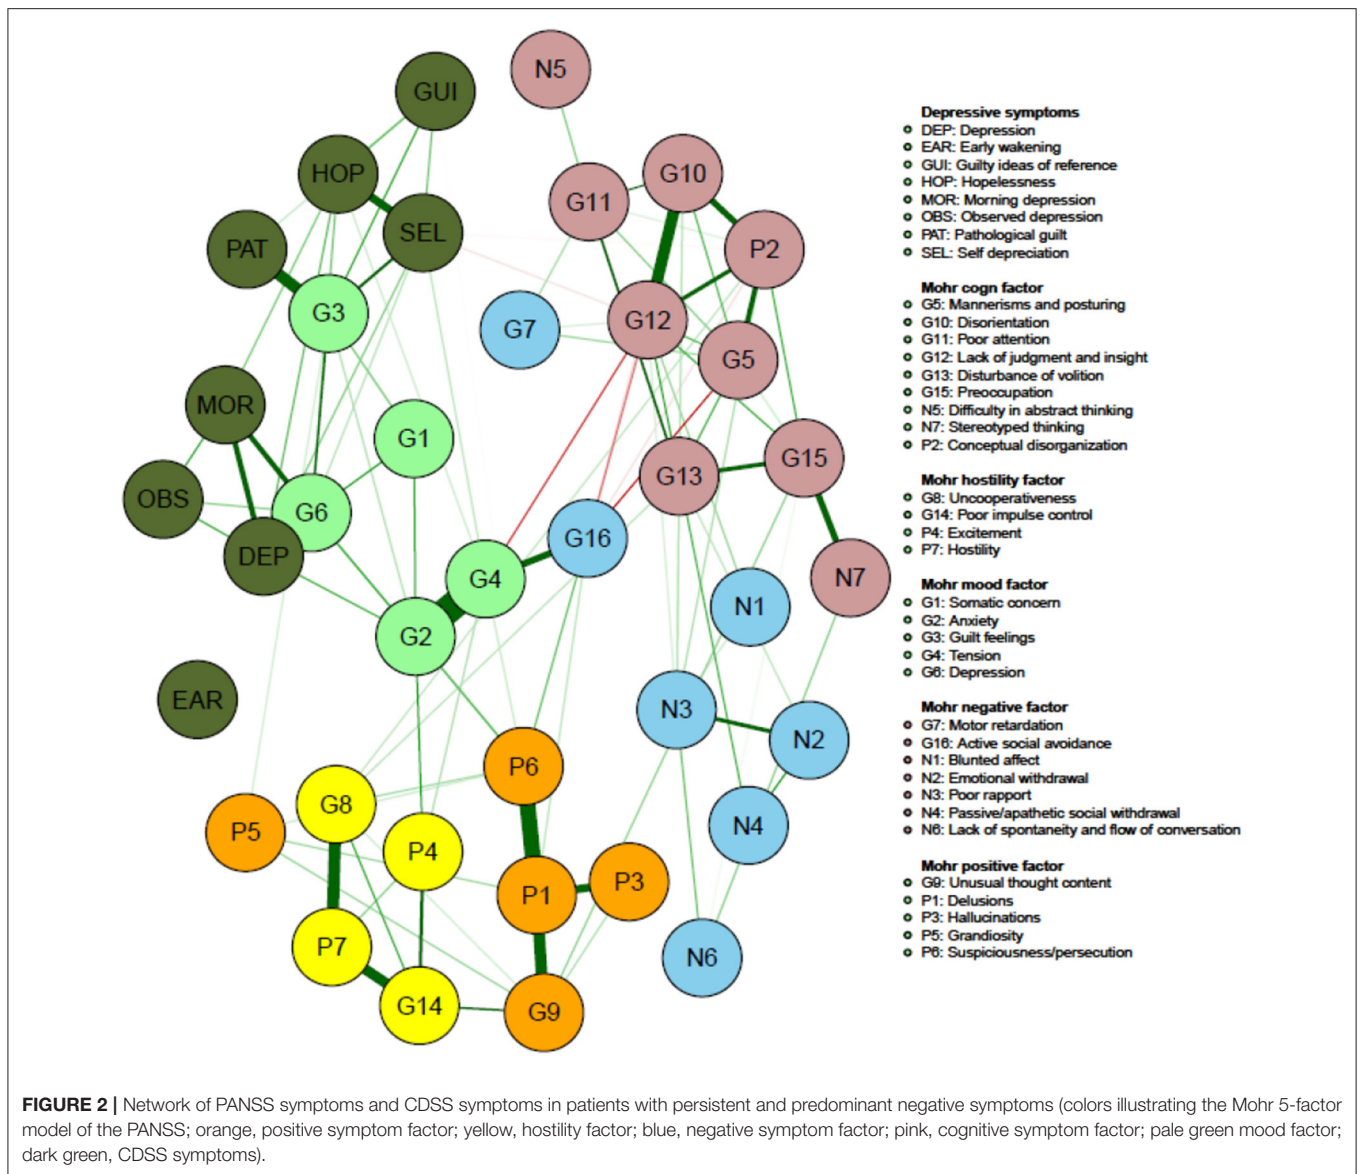 GUI
N5
HOP
G10
G11
SEL
PAT
P2
G3
G7
G12
G5
MOR
G1
G15
G13
OBS
G6
G16
DEP
G4
N7
N1
G2
EAR
N3
N2
P6
G8
P5
P4
N4
P1
P3
P7
N6
G14
G9
Depressive symptoms
DEP: Depression
EAR: Early wakening
GUI: Guilty ideas of reference
HOP: Hopelessness
MOR: Morning depression
OBS: Observed depression
PAT: Pathological guilt
SEL: Self depreciation
Mohr cogn factor
G5: Mannerisms and posturing
G10: Disorientation
G11: Poor attention
G12: Lack of judgment and insight
G13: Disturbance of volition
G15: Preoccupation
N5: Difficulty in abstract thinking
N7: Stereotyped thinking
P2: Conceptual disorganization
Mohr hostility factor
G8: Uncooperativeness
G14: Poor impulse control
P4: Excitement
P7: Hostility
Mohr mood factor
G1: Somatic concern
G2: Anxiety
G3: Guilt feelings
G4: Tension
G6: Depression
Mohr negative factor
G7: Motor retardation
G16: Active social avoidance
N1: Blunted affect
N2: Emotional withdrawal
N3: Poor rapport
N4: Passive/apathetic social withdrawal
N6: Lack of spontaneity and flow of conversation
Mohr positive factor
G9: Unusual thought content
P1: Delusions
P3: Hallucinations
P5: Grandiosity
P6: Suspiciousness/persecution
FIGURE 2 | Network of PANSS symptoms and CDSS symptoms in patients with persistent and predominant negative symptoms (colors illustrating the Mohr 5-factor
model of the PANSS; orange, positive symptom factor; yellow, hostility factor; blue, negative symptom factor; pink, cognitive symptom factor; pale green mood factor;
dark green, CDSS symptoms).